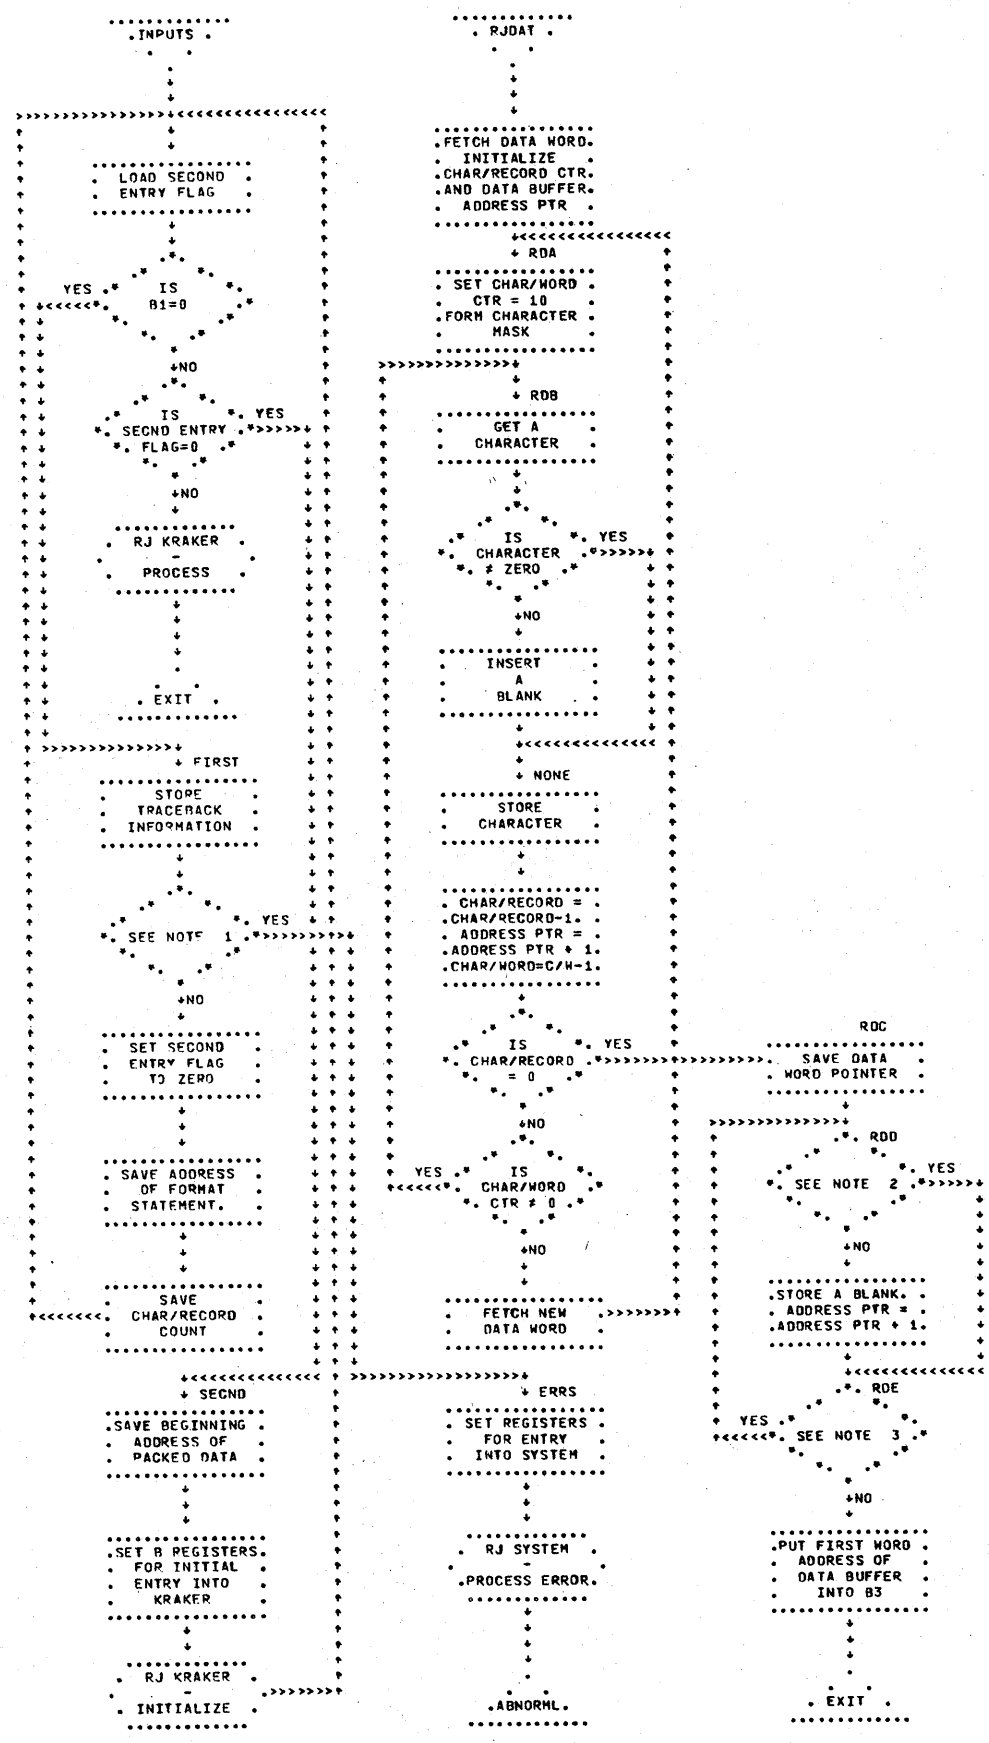 INPUTS
LOAD SECOND
ENTRY FLAG
YES
IS
B1=0
NO
IS
SECND ENTRY
FLAG=0
YES
NO
RJ KRAKER
-
PROCESS
EXIT
FIRST
STORE
TRACEBACK
INFORMATION
SEE NOTE 1
YES
NO
SET SECOND
ENTRY FLAG
TO ZERO
SAVE ADDRESS
OF FORMAT
STATEMENT.
SAVE
CHAR/RECORD
COUNT
SECND
SAVE BEGINNING
ADDRESS OF
PACKED DATA
SET B REGISTERS
FOR INITIAL
ENTRY INTO
KRAKER
RJ KRAKER
-
INITIALIZE
RJDAT
FETCH DATA WORD
INITIALIZE
CHAR/RECORD CTR
AND DATA BUFFER
ADDRESS PTR
RDA
SET CHAR/WORD
CTR = 10
FORM CHARACTER
MASK
RDB
GET A
CHARACTER
IS
CHARACTER
≠ ZERO
YES
NO
INSERT
A
BLANK
NONE
STORE
CHARACTER
CHAR/RECORD =
CHAR/RECORD-1.
ADDRESS PTR =
ADDRESS PTR + 1
CHAR/WORD=C/W-1
IS
CHAR/RECORD
= 0
YES
NO
YES
IS
CHAR/WORD
CTR ≠ 0
NO
FETCH NEW
DATA WORD
ERRS
SET REGISTERS
FOR ENTRY
INTO SYSTEM
RJ SYSTEM
-
PROCESS ERROR
ABNORML
RDC
SAVE DATA
WORD POINTER
RDD
SEE NOTE 2
YES
NO
STORE A BLANK.
ADDRESS PTR =
ADDRESS PTR + 1
RDE
YES
SEE NOTE 3
NO
PUT FIRST WORD
ADDRESS OF
DATA BUFFER
INTO B3
EXIT